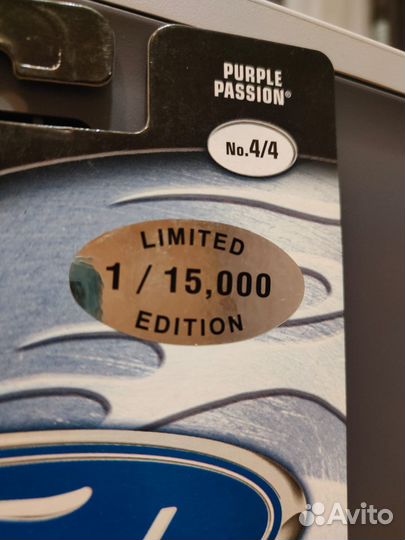 PURPLE
PASSION®
No.4/4
LIMITED
1 / 15,000
EDITION
Avito